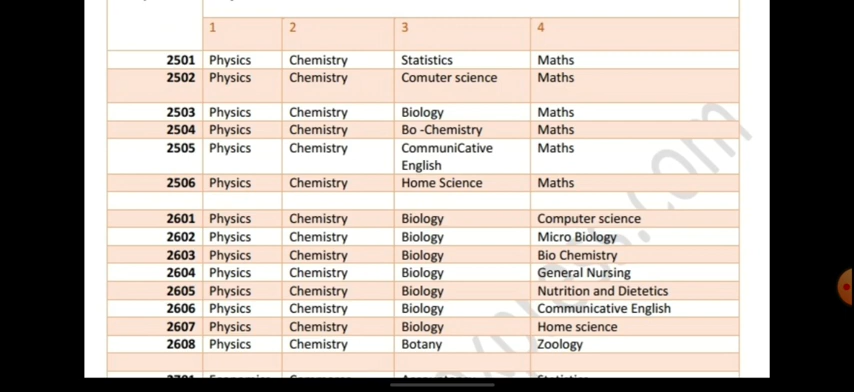 1 2 3 4
2501 Physics Chemistry Statistics Maths
2502 Physics Chemistry Comuter science Maths
2503 Physics Chemistry Biology Maths
2504 Physics Chemistry Bo -Chemistry Maths
2505 Physics Chemistry CommuniCative Maths
English
2506 Physics Chemistry Home Science Maths
2601 Physics Chemistry Biology Computer science
2602 Physics Chemistry Biology Micro Biology
2603 Physics Chemistry Biology Bio Chemistry
2604 Physics Chemistry Biology General Nursing
2605 Physics Chemistry Biology Nutrition and Dietetics
2606 Physics Chemistry Biology Communicative English
2607 Physics Chemistry Biology Home science
2608 Physics Chemistry Botany Zoology